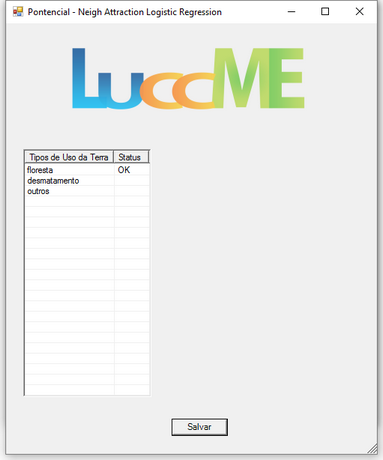 Pontencial - Neigh Attraction Logistic Regression
LuccME
Tipos de Uso da Terra Status
floresta OK
desmatamento
outros
Salvar